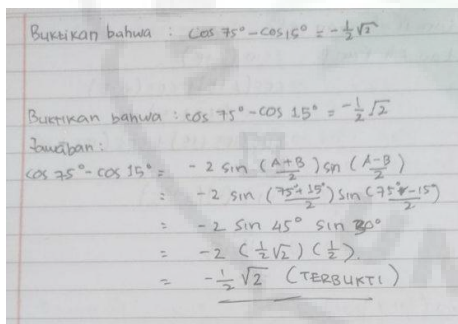 Buktikan bahwa : cos 75° - cos 15° = -1/2 √2
Buktikan bahwa : cos 75° - cos 15° = -1/2 √2
Jawaban :
cos 75° - cos 15° = -2 sin (A+B/2) sin (A-B/2)
= -2 sin (75°+15°/2) sin (75°-15°/2)
= -2 sin 45° sin 30°
= -2 (1/2 √2) (1/2).
= -1/2 √2 (TERBUKTI)